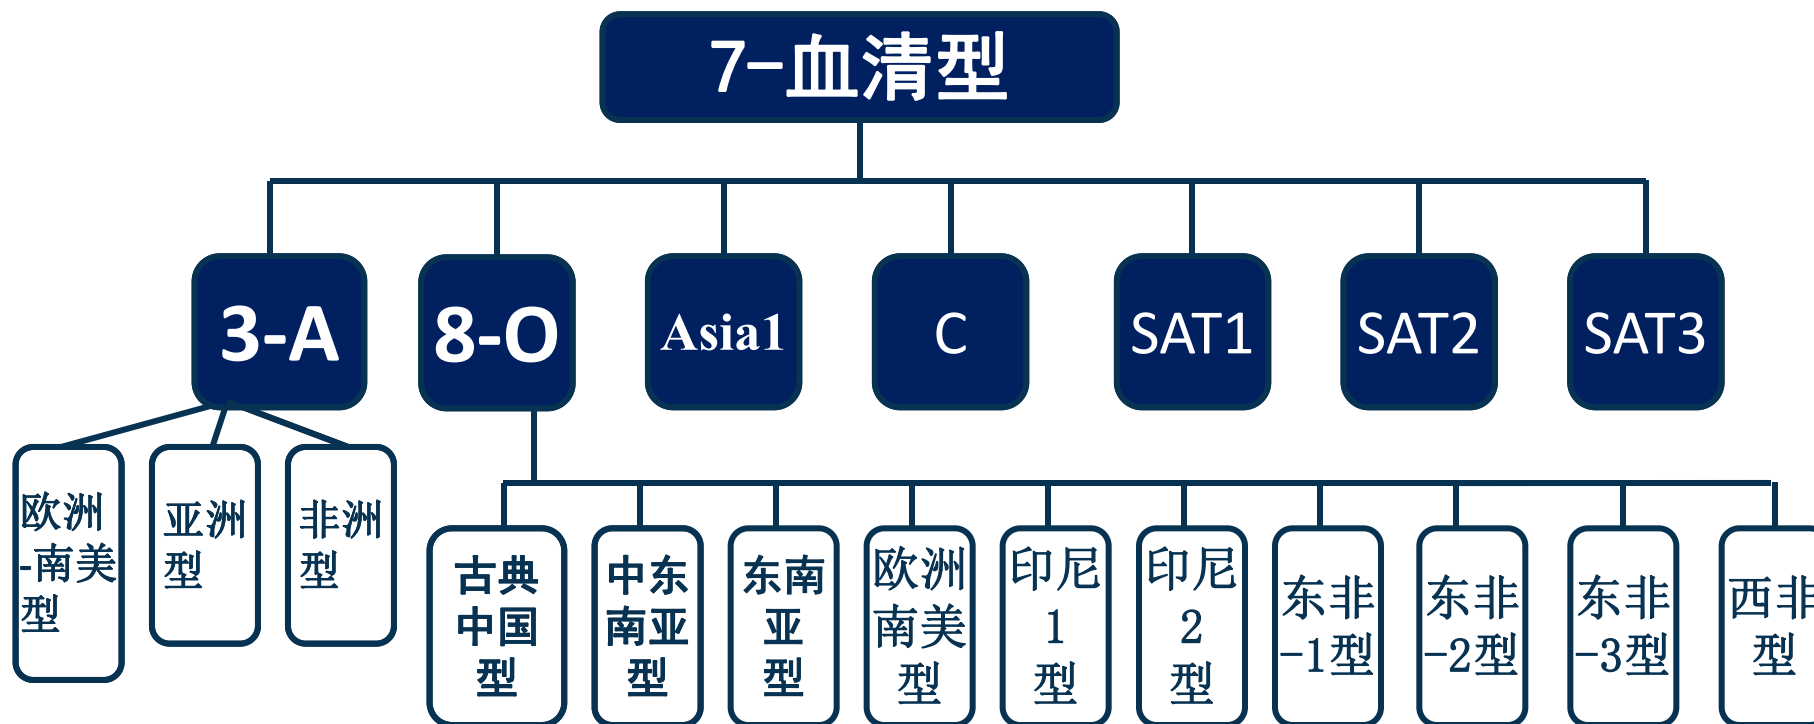 7-血清型
3-A
8-O
Asia1
C
SAT1
SAT2
SAT3
欧洲
-南美
型
亚洲
型
非洲
型
古典
中国
型
中东
南亚
型
东南
亚
型
欧洲
南美
型
印尼
1
型
印尼
2
型
东非
-1型
东非
-2型
东非
-3型
西非
型